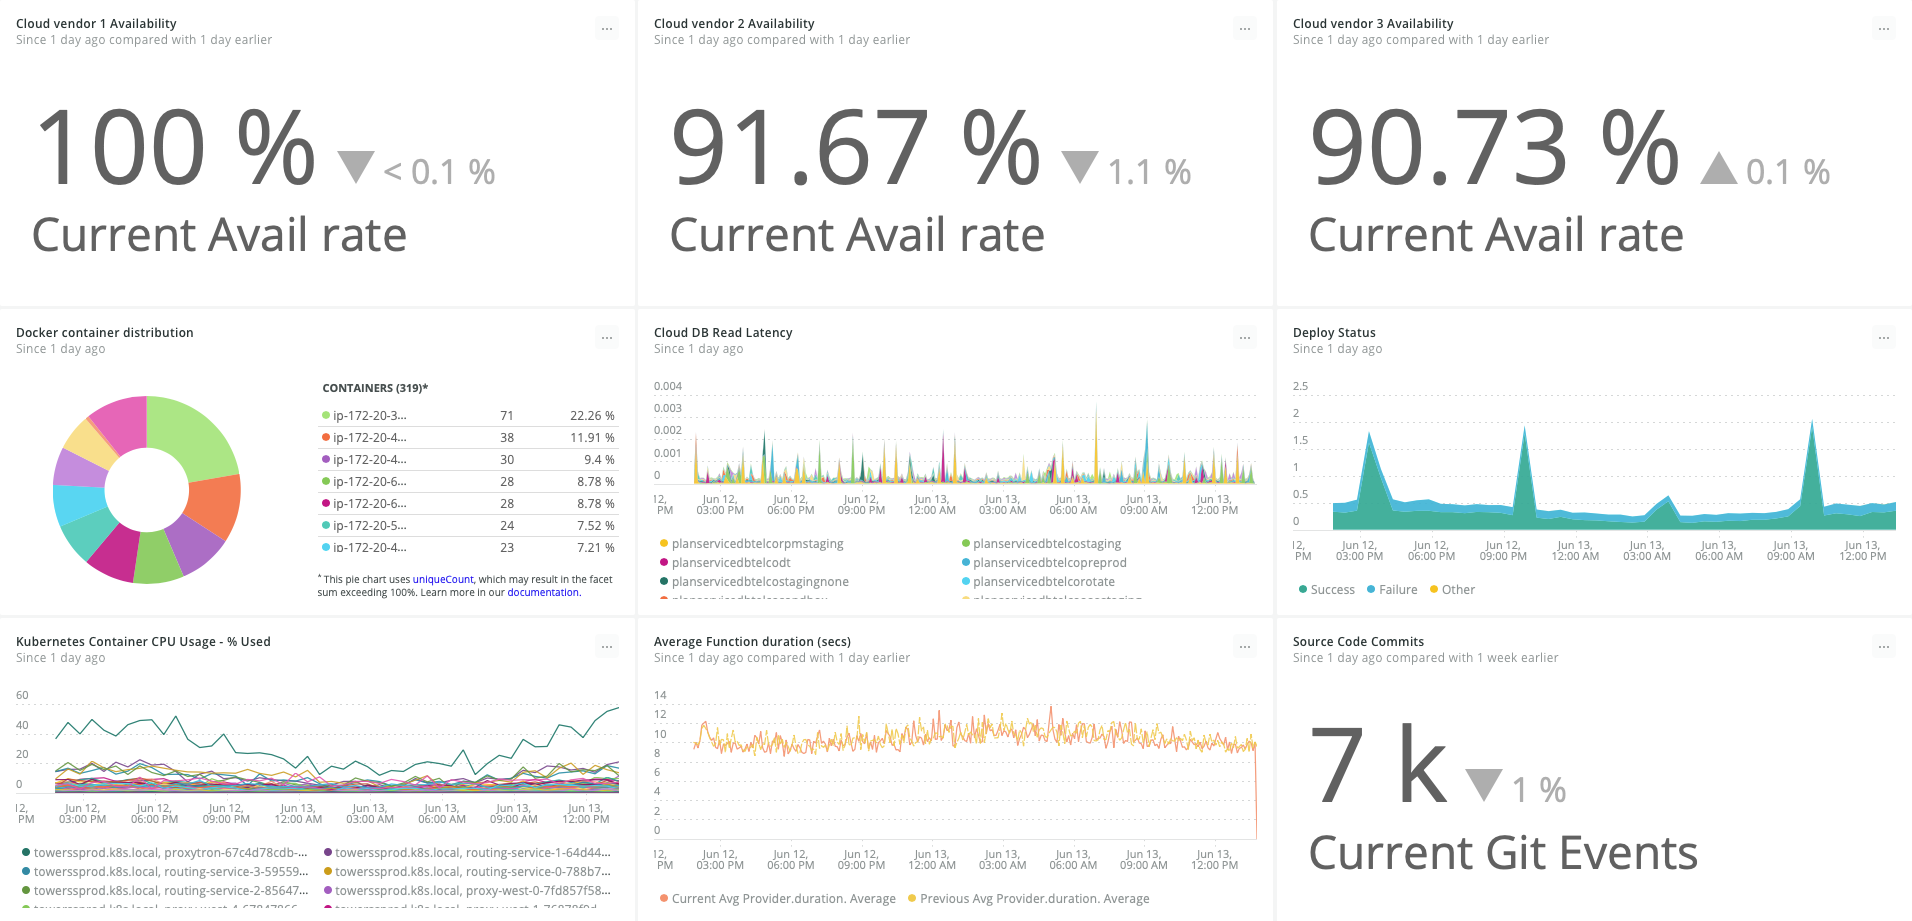 Cloud vendor 1 Availability
Since 1 day ago compared with 1 day earlier
...
100 % ▼ < 0.1 %
Current Avail rate
Cloud vendor 2 Availability
Since 1 day ago compared with 1 day earlier
...
91.67 % ▼ 1.1 %
Current Avail rate
Cloud vendor 3 Availability
Since 1 day ago compared with 1 day earlier
...
90.73 % ▲ 0.1 %
Current Avail rate
Docker container distribution
Since 1 day ago
...
CONTAINERS (319)*
ip-172-20-3... 71 22.26 %
ip-172-20-4... 38 11.91 %
ip-172-20-4... 30 9.4 %
ip-172-20-6... 28 8.78 %
ip-172-20-6... 28 8.78 %
ip-172-20-5... 24 7.52 %
ip-172-20-4... 23 7.21 %
* This pie chart uses uniqueCount, which may result in the facet
sum exceeding 100%. Learn more in our documentation.
Cloud DB Read Latency
Since 1 day ago
...
0.004
0.003
0.002
0.001
0
12, Jun 12, Jun 12, Jun 12, Jun 13, Jun 13, Jun 13, Jun 13, Jun 13,
PM 03:00 PM 06:00 PM 09:00 PM 12:00 AM 03:00 AM 06:00 AM 09:00 AM 12:00 PM
planservicedbtelcorpmstaging planservicedbtelcostaging
planservicedbtelcodt planservicedbtelcopreprod
planservicedbtelcostagingnone planservicedbtelcorotate
Deploy Status
Since 1 day ago
...
2.5
2
1.5
1
0.5
0
12, Jun 12, Jun 12, Jun 12, Jun 13, Jun 13, Jun 13, Jun 13, Jun 13,
PM 03:00 PM 06:00 PM 09:00 PM 12:00 AM 03:00 AM 06:00 AM 09:00 AM 12:00 PM
Success Failure Other
Kubernetes Container CPU Usage - % Used
Since 1 day ago
...
60
40
20
0
12, Jun 12, Jun 12, Jun 12, Jun 13, Jun 13, Jun 13, Jun 13, Jun 13,
PM 03:00 PM 06:00 PM 09:00 PM 12:00 AM 03:00 AM 06:00 AM 09:00 AM 12:00 PM
towerssprod.k8s.local, proxytron-67c4d78cdb-... towerssprod.k8s.local, routing-service-1-64d44...
towerssprod.k8s.local, routing-service-3-59559... towerssprod.k8s.local, routing-service-0-788b7...
towerssprod.k8s.local, routing-service-2-85647... towerssprod.k8s.local, proxy-west-0-7fd857f58...
Average Function duration (secs)
Since 1 day ago compared with 1 day earlier
...
14
12
10
8
6
4
2
0
12, Jun 12, Jun 12, Jun 12, Jun 13, Jun 13, Jun 13, Jun 13, Jun 13,
PM 03:00 PM 06:00 PM 09:00 PM 12:00 AM 03:00 AM 06:00 AM 09:00 AM 12:00 PM
Current Avg Provider.duration. Average Previous Avg Provider.duration. Average
Source Code Commits
Since 1 day ago compared with 1 week earlier
...
7 k ▼ 1 %
Current Git Events